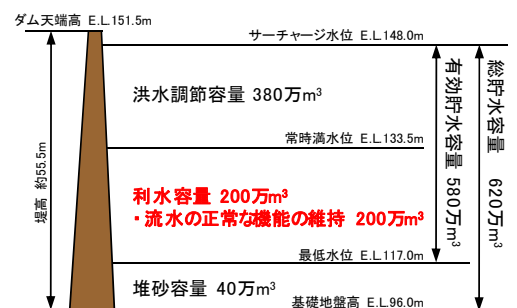 ダム天端高 E.L.151.5m
サーチャージ水位 E.L.148.0m
洪水調節容量 380万m³
常時満水位 E.L.133.5m
利水容量 200万m³
・流水の正常な機能の維持 200万m³
最低水位 E.L.117.0m
堆砂容量 40万m³
基礎地盤高 E.L.96.0m
堤高 約55.5m
有効貯水容量 580万m³
総貯水容量 620万m³